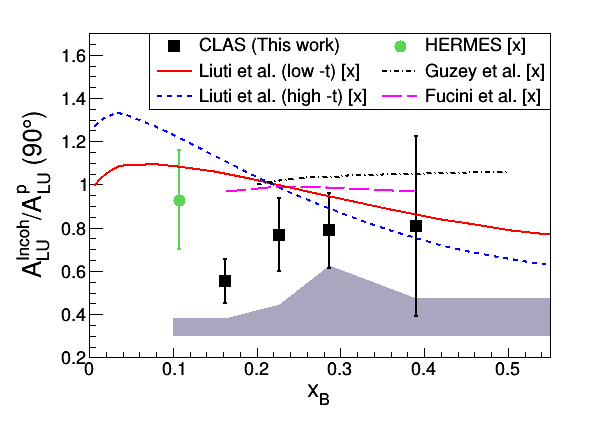 CLAS (This work)
HERMES [x]
Liuti et al. (low -t) [x]
Guzey et al. [x]
Liuti et al. (high -t) [x]
Fucini et al. [x]
1.6
1.4
1.2
1
0.8
0.6
0.4
0.2
A_LU^Incoh/A_LU^p (90°)
0 0.1 0.2 0.3 0.4 0.5
x_B